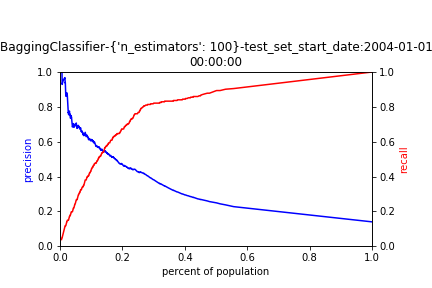 BaggingClassifier-{'n_estimators': 100}-test_set_start_date:2004-01-01
00:00:00
1.0 1.0
0.8 0.8
0.6 0.6
precision recall
0.4 0.4
0.2 0.2
0.0 0.0
0.0 0.2 0.4 0.6 0.8 1.0
percent of population